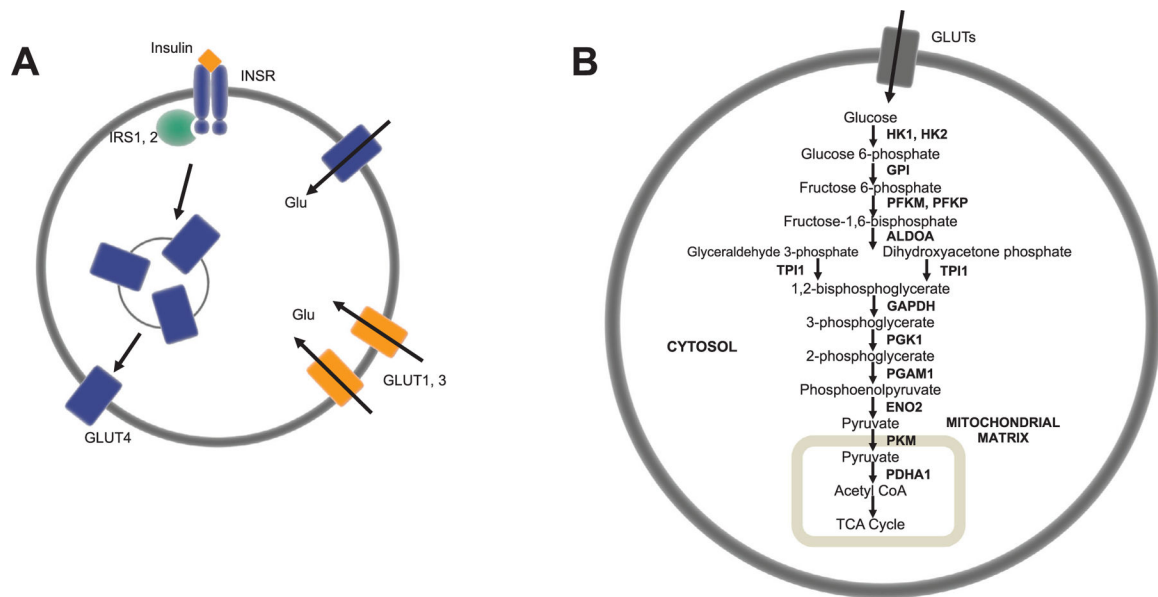 A
Insulin
INSR
IRS1, 2
Glu
Glu
GLUT1, 3
GLUT4
B
GLUTs
Glucose
HK1, HK2
Glucose 6-phosphate
GPI
Fructose 6-phosphate
PFKM, PFKP
Fructose-1,6-bisphosphate
ALDOA
Glyceraldehyde 3-phosphate
Dihydroxyacetone phosphate
TPI1
TPI1
1,2-bisphosphoglycerate
GAPDH
3-phosphoglycerate
CYTOSOL
PGK1
2-phosphoglycerate
PGAM1
Phosphoenolpyruvate
ENO2
Pyruvate
MITOCHONDRIAL
MATRIX
PKM
Pyruvate
PDHA1
Acetyl CoA
TCA Cycle